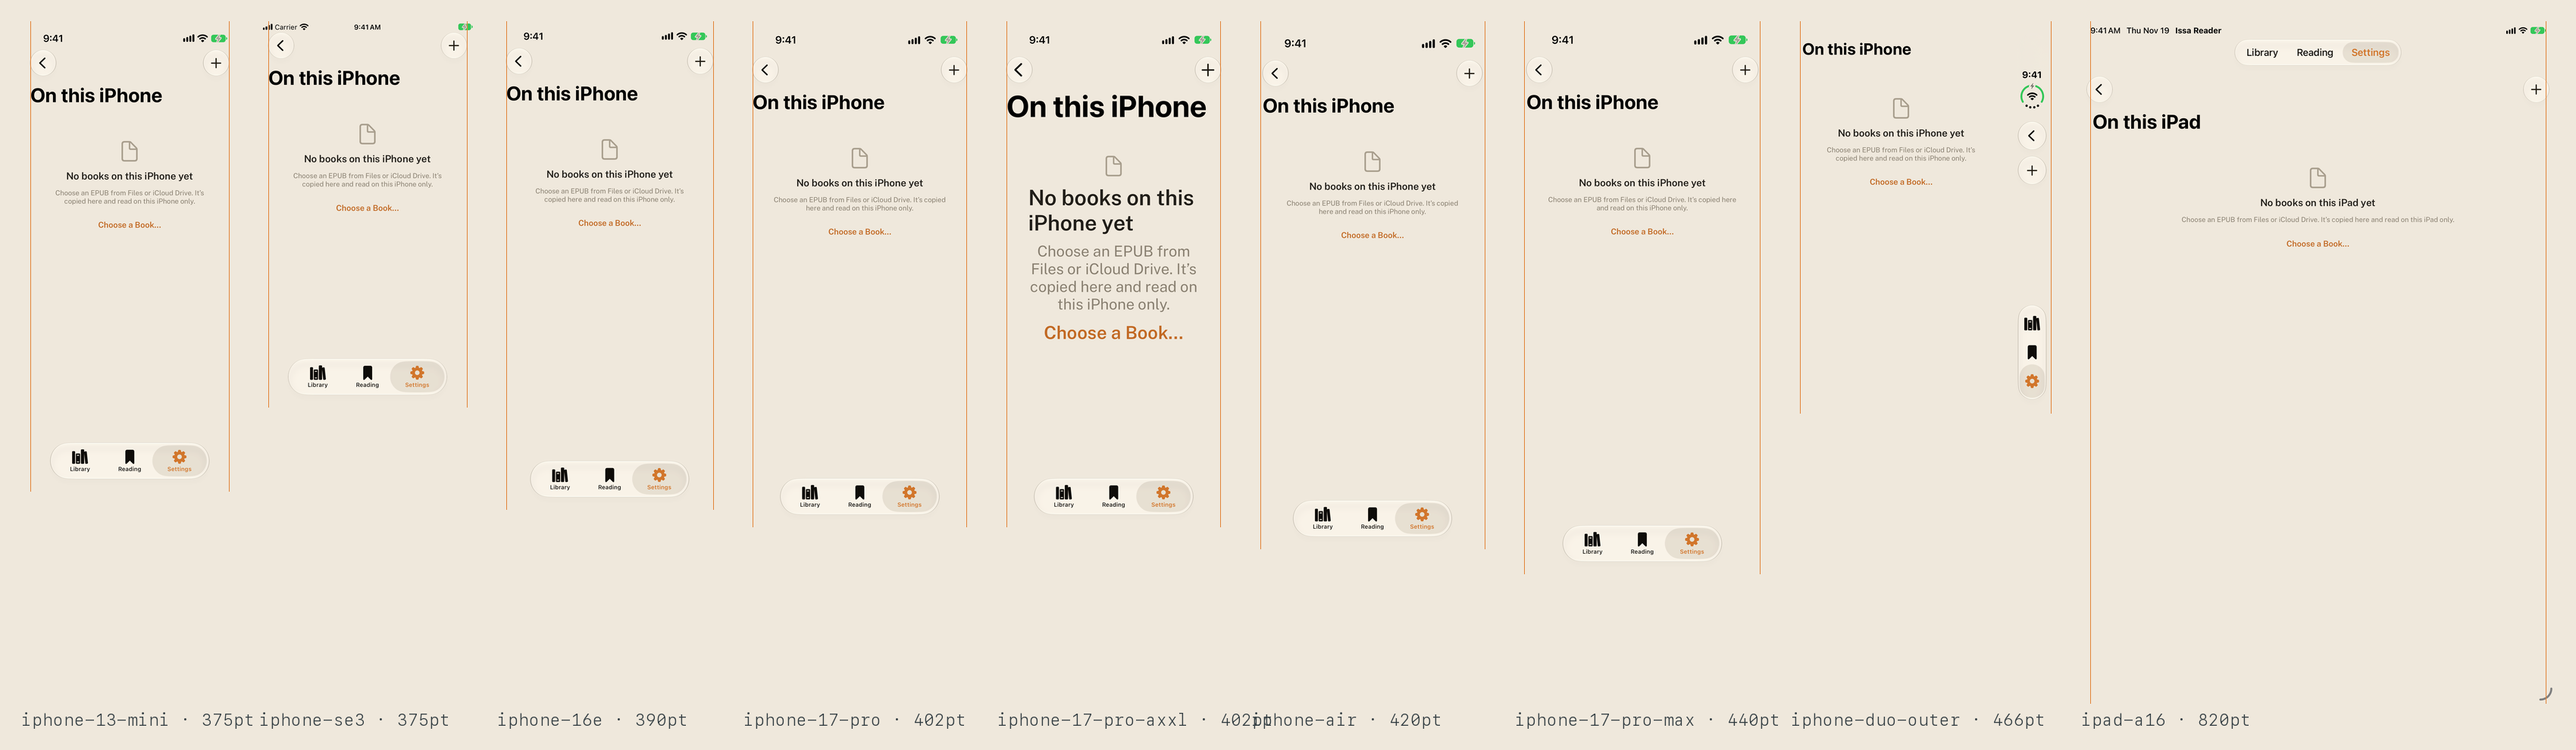 9:41
On this iPhone
No books on this iPhone yet
Choose an EPUB from Files or iCloud Drive. It's
copied here and read on this iPhone only.
Choose a Book...
Library Reading Settings
iphone-13-mini · 375pt
Carrier 9:41 AM
On this iPhone
No books on this iPhone yet
Choose an EPUB from Files or iCloud Drive. It's
copied here and read on this iPhone only.
Choose a Book...
Library Reading Settings
iphone-se3 · 375pt
9:41
On this iPhone
No books on this iPhone yet
Choose an EPUB from Files or iCloud Drive. It's
copied here and read on this iPhone only.
Choose a Book...
Library Reading Settings
iphone-16e · 390pt
9:41
On this iPhone
No books on this iPhone yet
Choose an EPUB from Files or iCloud Drive. It's copied
here and read on this iPhone only.
Choose a Book...
Library Reading Settings
iphone-17-pro · 402pt
9:41
On this iPhone
No books on this
iPhone yet
Choose an EPUB from
Files or iCloud Drive. It's
copied here and read on
this iPhone only.
Choose a Book...
Library Reading Settings
iphone-17-pro-axxl · 402pt
9:41
On this iPhone
No books on this iPhone yet
Choose an EPUB from Files or iCloud Drive. It's copied
here and read on this iPhone only.
Choose a Book...
Library Reading Settings
iphone-air · 420pt
9:41
On this iPhone
No books on this iPhone yet
Choose an EPUB from Files or iCloud Drive. It's copied here
and read on this iPhone only.
Choose a Book...
Library Reading Settings
iphone-17-pro-max · 440pt
On this iPhone
9:41
No books on this iPhone yet
Choose an EPUB from Files or iCloud Drive. It's
copied here and read on this iPhone only.
Choose a Book...
iphone-duo-outer · 466pt
9:41 AM Thu Nov 19 Issa Reader
Library Reading Settings
On this iPad
No books on this iPad yet
Choose an EPUB from Files or iCloud Drive. It's copied here and read on this iPad only.
Choose a Book...
ipad-a16 · 820pt